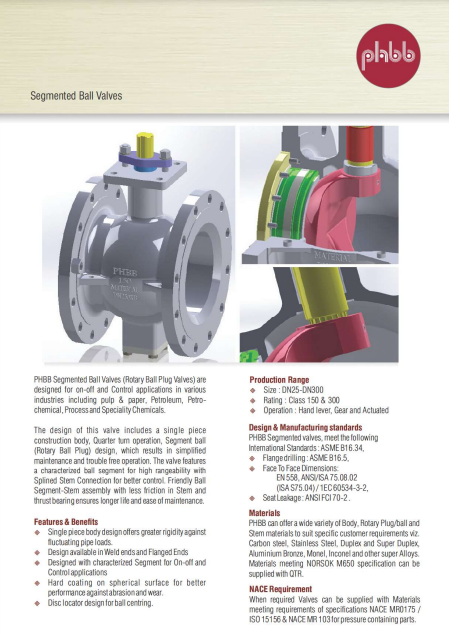 phbb
Segmented Ball Valves
PHBB
MATERIAL
MATERIAL
PHBB Segmented Ball Valves (Rotary Ball Plug Valves) are
designed for on-off and Control applications in various
industries including pulp & paper, Petroleum, Petro-
chemical, Process and Speciality Chemicals.
The design of this valve includes a single piece
construction body, Quarter turn operation, Segment ball
(Rotary Ball Plug) design, which results in simplified
maintenance and trouble free operation. The valve features
a characterized ball segment for high rangeability with
Splined Stem Connection for better control. Friendly Ball
Segment-Stem assembly with less friction in Stem and
thrust bearing ensures longer life and ease of maintenance.
Features & Benefits
Single piece body design offers greater rigidity against
fluctuating pipe loads.
Design available in Weld ends and Flanged Ends
Designed with characterized Segment for On-off and
Control applications
Hard coating on spherical surface for better
performance against abrasion and wear.
Disc locator design for ball centring.
Production Range
Size : DN25-DN300
Rating : Class 150 & 300
Operation : Hand lever, Gear and Actuated
Design & Manufacturing standards
PHBB Segmented valves, meet the following
International Standards : ASME B16.34,
Flange drilling : ASME B16.5,
Face To Face Dimensions:
EN 558, ANSI/ISA 75.08.02
(ISA S75.04) / 1EC 60534-3-2,
Seat Leakage : ANSI FCI 70-2 .
Materials
PHBB can offer a wide variety of Body, Rotary Plug/ball and
Stem materials to suit specific customer requirements viz.
Carbon steel, Stainless Steel, Duplex and Super Duplex,
Aluminium Bronze, Monel, Inconel and other super Alloys.
Materials meeting NORSOK M650 specification can be
supplied with QTR.
NACE Requirement
When required Valves can be supplied with Materials
meeting requirements of specifications NACE MR0175 /
ISO 15156 & NACE MR 103 for pressure containing parts.